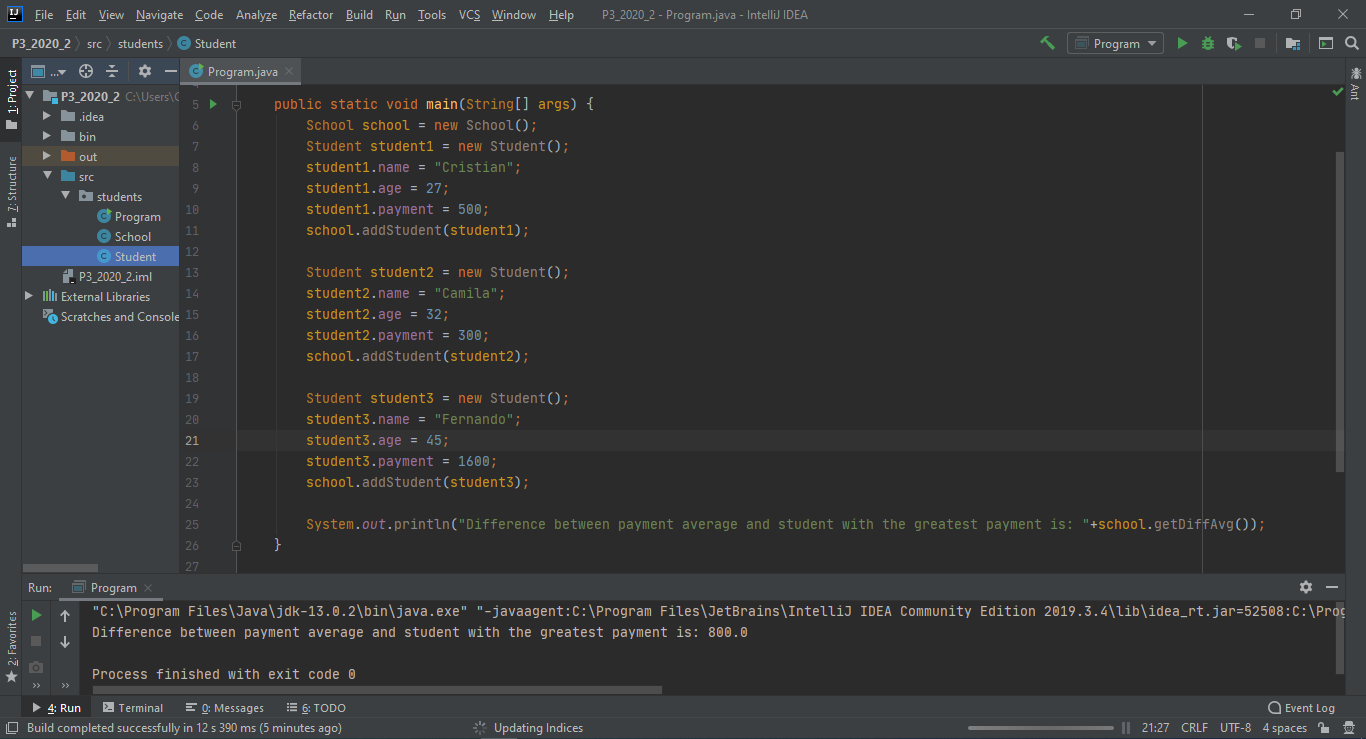 File Edit View Navigate Code Analyze Refactor Build Run Tools VCS Window Help P3_2020_2 - Program.java - IntelliJ IDEA
P3_2020_2 src students Student Program
1: Project
... Program.java
P3_2020_2 C:\Users\
.idea
bin
out
src
students
Program
School
Student
P3_2020_2.iml
External Libraries
Scratches and Console
7: Structure
2: Favorites
Ant
5 public static void main(String[] args) {
6 School school = new School();
7 Student student1 = new Student();
8 student1.name = "Cristian";
9 student1.age = 27;
10 student1.payment = 500;
11 school.addStudent(student1);
12
13 Student student2 = new Student();
14 student2.name = "Camila";
15 student2.age = 32;
16 student2.payment = 300;
17 school.addStudent(student2);
18
19 Student student3 = new Student();
20 student3.name = "Fernando";
21 student3.age = 45;
22 student3.payment = 1600;
23 school.addStudent(student3);
24
25 System.out.println("Difference between payment average and student with the greatest payment is: "+school.getDiffAvg());
26 }
27
Run: Program
"C:\Program Files\Java\jdk-13.0.2\bin\java.exe" "-javaagent:C:\Program Files\JetBrains\IntelliJ IDEA Community Edition 2019.3.4\lib\idea_rt.jar=52508:C:\Prog
Difference between payment average and student with the greatest payment is: 800.0
Process finished with exit code 0
4: Run Terminal 0: Messages 6: TODO Event Log
Build completed successfully in 12 s 390 ms (5 minutes ago) Updating Indices 21:27 CRLF UTF-8 4 spaces